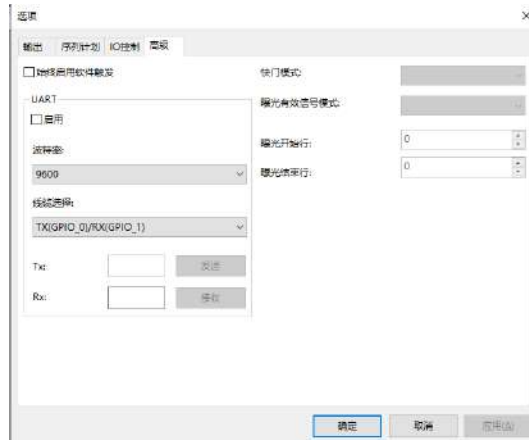 选项
输出 序列计划 IO控制 高级
始终启用软件触发
UART
启用
波特率:
9600
线缆选择:
TX(GPIO_0)/RX(GPIO_1)
Tx:
发送
Rx:
接收
快门模式:
曝光有效信号模式:
曝光开始行:
0
曝光结束行:
0
确定
取消
应用(A)